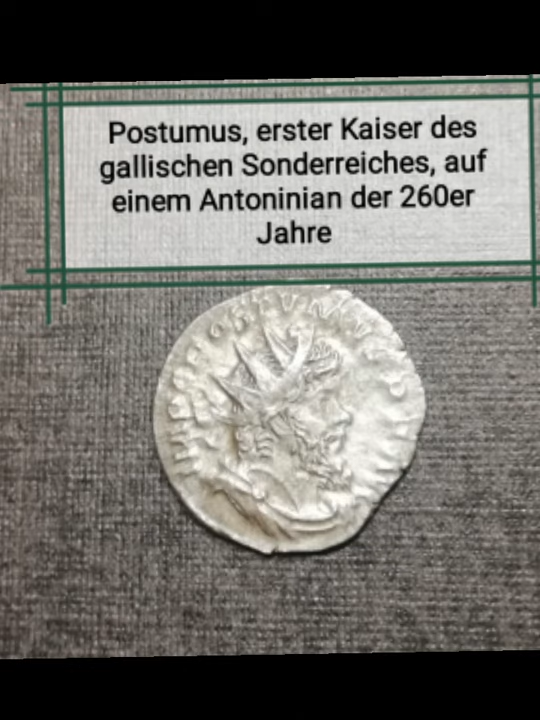 Postumus, erster Kaiser des
gallischen Sonderreiches, auf
einem Antoninian der 260er
Jahre